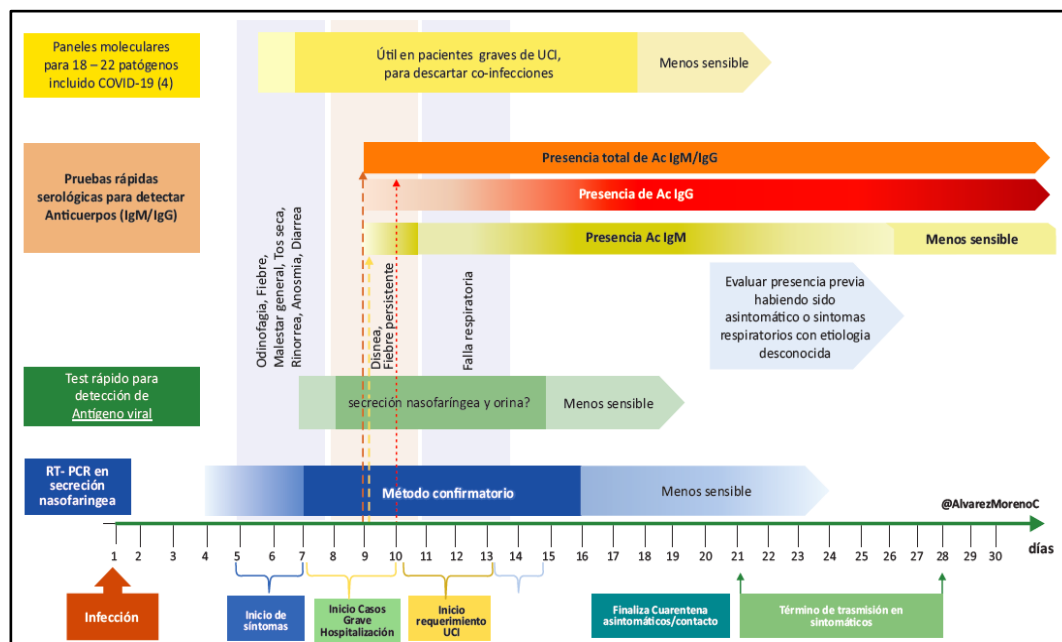 Paneles moleculares
para 18 – 22 patógenos
incluido COVID-19 (4)
Útil en pacientes graves de UCI,
para descartar co-infecciones
Menos sensible
Pruebas rápidas
serológicas para detectar
Anticuerpos (IgM/IgG)
Presencia total de Ac IgM/IgG
Presencia de Ac IgG
Presencia Ac IgM
Menos sensible
Odinofagia, Fiebre,
Malestar general, Tos seca,
Rinorrea, Anosmia, Diarrea
Disnea,
Fiebre persistente
Falla respiratoria
Evaluar presencia previa
habiendo sido
asintomático o sintomas
respiratorios con etiologia
desconocida
Test rápido para
detección de
Antígeno viral
secreción nasofaríngea y orina?
Menos sensible
RT- PCR en
secreción
nasofaringea
Método confirmatorio
Menos sensible
@AlvarezMorenoC
1 2 3 4 5 6 7 8 9 10 11 12 13 14 15 16 17 18 19 20 21 22 23 24 25 26 27 28 29 30
días
Infección
Inicio de
síntomas
Inicio Casos
Grave
Hospitalización
Inicio
requerimiento
UCI
Finaliza Cuarentena
asintomáticos/contacto
Término de trasmisión en
sintomáticos